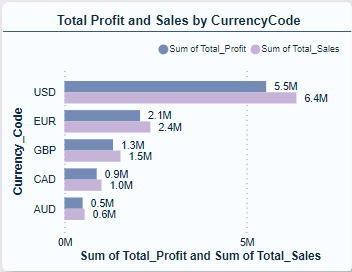 Total Profit and Sales by CurrencyCode
Sum of Total_Profit Sum of Total_Sales
Currency_Code
USD 5.5M
6.4M
EUR 2.1M
2.4M
GBP 1.3M
1.5M
CAD 0.9M
1.0M
AUD 0.5M
0.6M
0M 5M
Sum of Total_Profit and Sum of Total_Sales